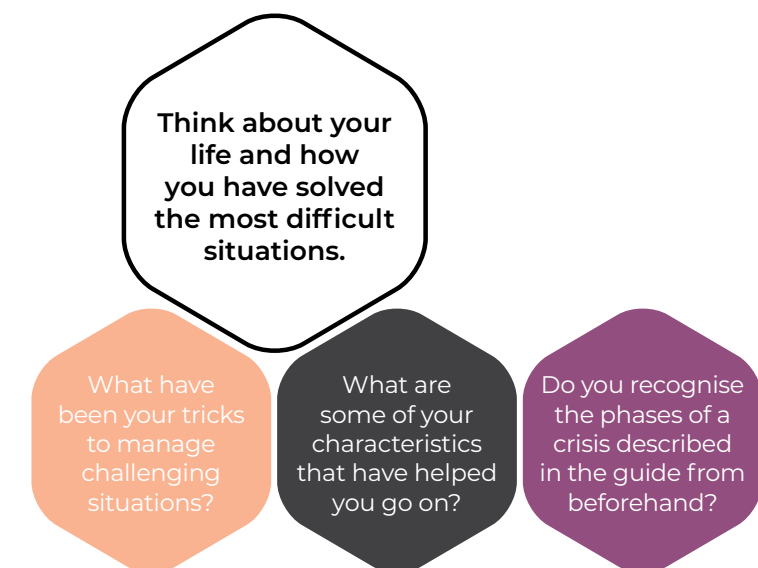 Think about your
life and how
you have solved
the most difficult
situations.
What have
been your tricks
to manage
challenging
situations?
What are
some of your
characteristics
that have helped
you go on?
Do you recognise
the phases of a
crisis described
in the guide from
beforehand?